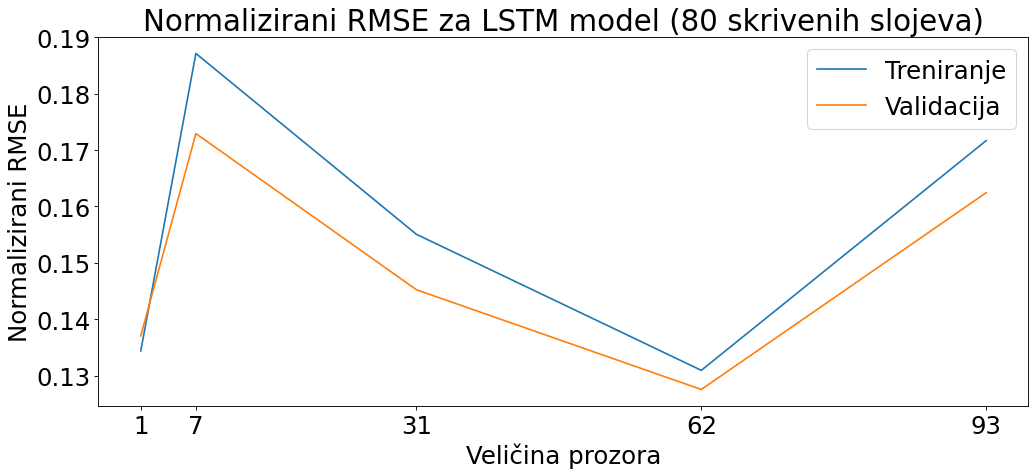 Normalizirani RMSE za LSTM model (80 skrivenih slojeva)
Normalizirani RMSE
0.19
0.18
0.17
0.16
0.15
0.14
0.13
Treniranje
Validacija
1 7 31 62 93
Veličina prozora